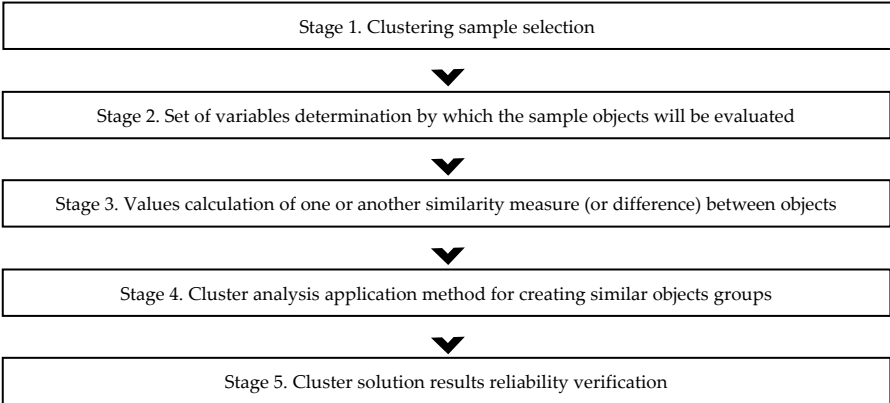 Stage 1. Clustering sample selection
Stage 2. Set of variables determination by which the sample objects will be evaluated
Stage 3. Values calculation of one or another similarity measure (or difference) between objects
Stage 4. Cluster analysis application method for creating similar objects groups
Stage 5. Cluster solution results reliability verification